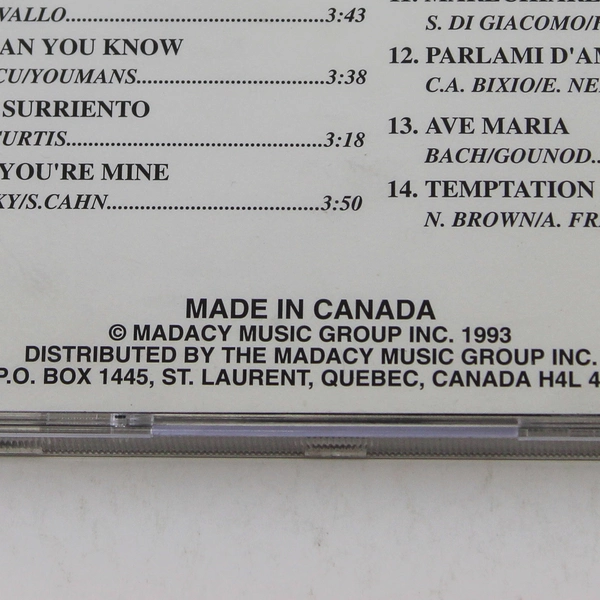 VALLO....................................................3:43
AN YOU KNOW
CU/YOUMANS........................................3:38
SURRIENTO
CURTIS...................................................3:18
YOU'RE MINE
KY/S.CAHN...........................................3:50
S. DI GIACOMO/
12. PARLAMI D'AM
C.A. BIXIO/E. NE
13. AVE MARIA
BACH/GOUNOD..
14. TEMPTATION
N. BROWN/A. FR
MADE IN CANADA
© MADACY MUSIC GROUP INC. 1993
DISTRIBUTED BY THE MADACY MUSIC GROUP INC.
P.O. BOX 1445, ST. LAURENT, QUEBEC, CANADA H4L 4